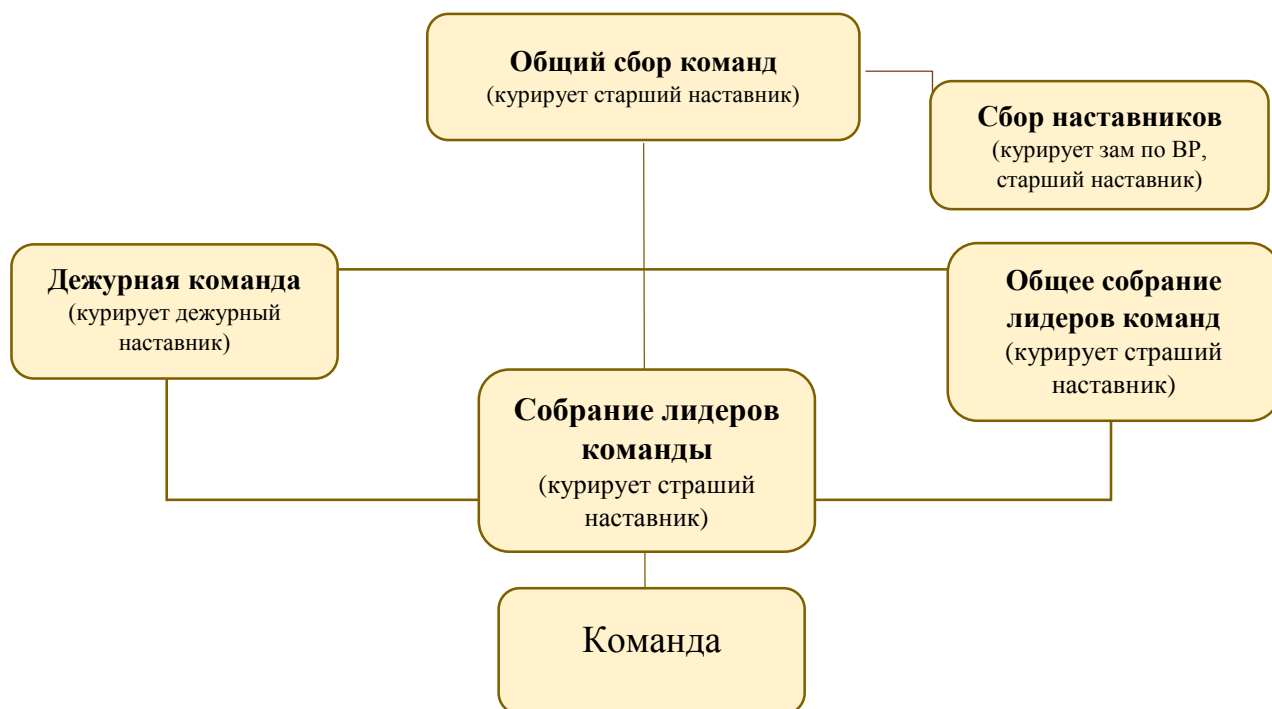 Общий сбор команд
(курирует старший наставник)
Сбор наставников
(курирует зам по ВР,
старший наставник)
Дежурная команда
(курирует дежурный
наставник)
Общее собрание
лидеров команд
(курирует страший
наставник)
Собрание лидеров
команды
(курирует страший
наставник)
Команда